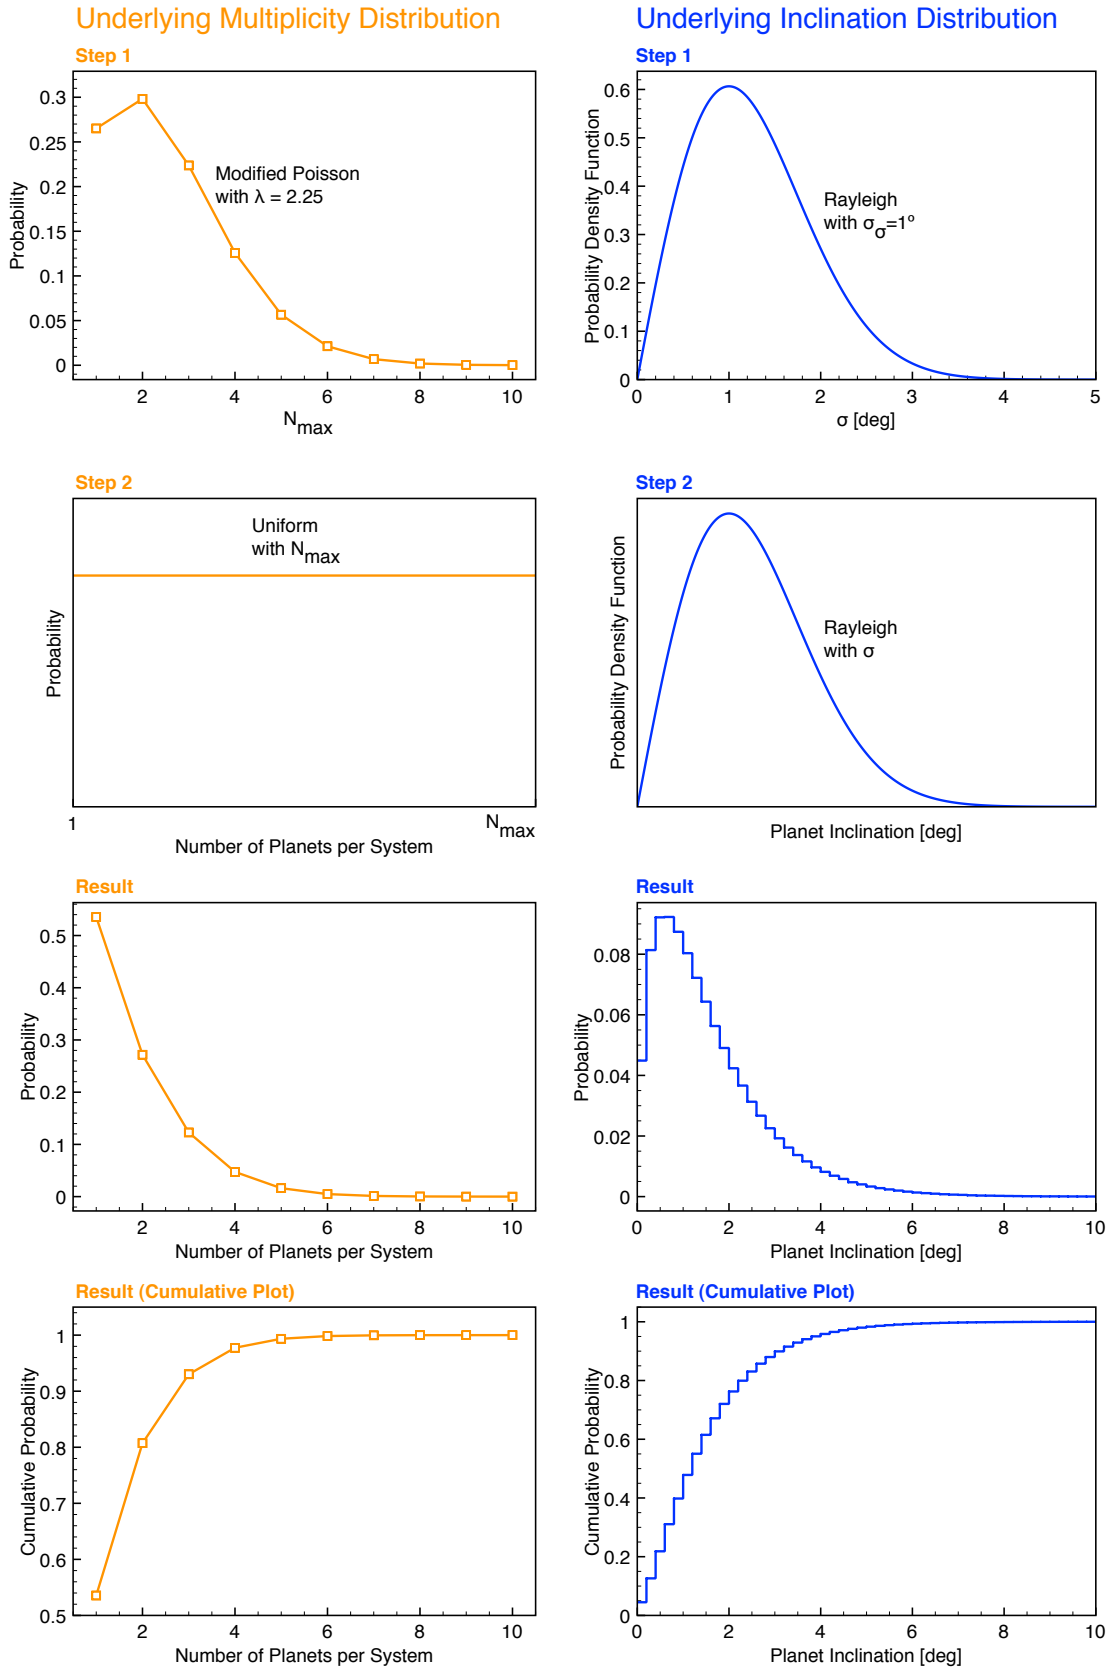 Underlying Multiplicity Distribution
Step 1
0.3
0.25
0.2
0.15
0.1
0.05
0
Probability
Modified Poisson
with λ = 2.25
2 4 6 8 10
Nmax
Step 2
Uniform
with Nmax
Probability
1 Nmax
Number of Planets per System
Result
0.5
0.4
0.3
0.2
0.1
0
Probability
2 4 6 8 10
Number of Planets per System
Result (Cumulative Plot)
1
0.9
0.8
0.7
0.6
0.5
Cumulative Probability
2 4 6 8 10
Number of Planets per System
Underlying Inclination Distribution
Step 1
0.6
0.5
0.4
0.3
0.2
0.1
0
Probability Density Function
Rayleigh
with σσ=1º
0 1 2 3 4 5
σ [deg]
Step 2
Probability Density Function
Rayleigh
with σ
Planet Inclination [deg]
Result
0.08
0.06
0.04
0.02
0
Probability
0 2 4 6 8 10
Planet Inclination [deg]
Result (Cumulative Plot)
1
0.8
0.6
0.4
0.2
0
Cumulative Probability
0 2 4 6 8 10
Planet Inclination [deg]